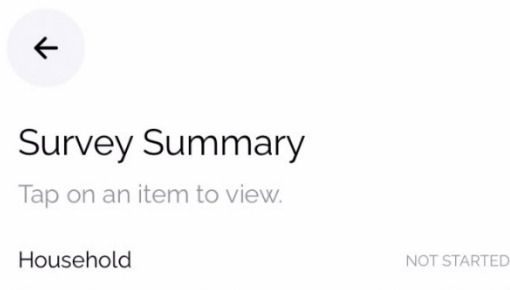 Survey Summary
Tap on an item to view.
Household NOT STARTED